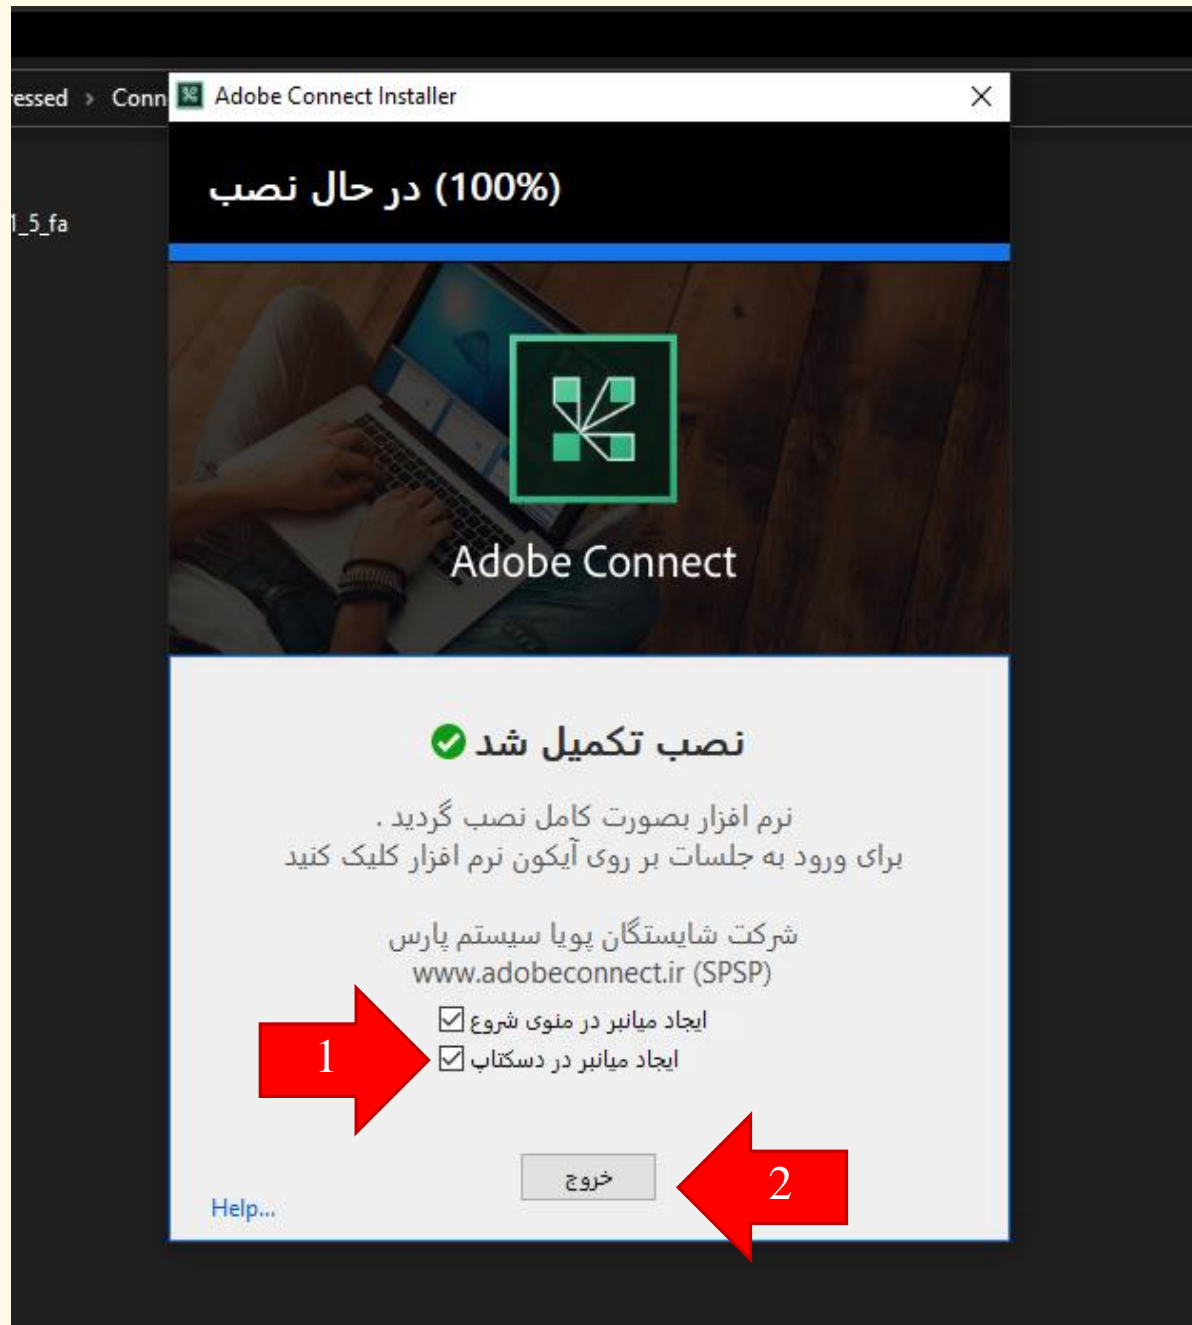 ressed > Conn
Adobe Connect Installer
1_5_fa
(100%) در حال نصب
Adobe Connect
نصب تکمیل شد
نرم افزار بصورت کامل نصب گردید .
برای ورود به جلسات بر روی آیکون نرم افزار کلیک کنید
شرکت شایستگان پویا سیستم پارس
www.adobeconnect.ir (SPSP)
ایجاد میانبر در منوی شروع
1
ایجاد میانبر در دسکتاپ
خروج
2
Help...